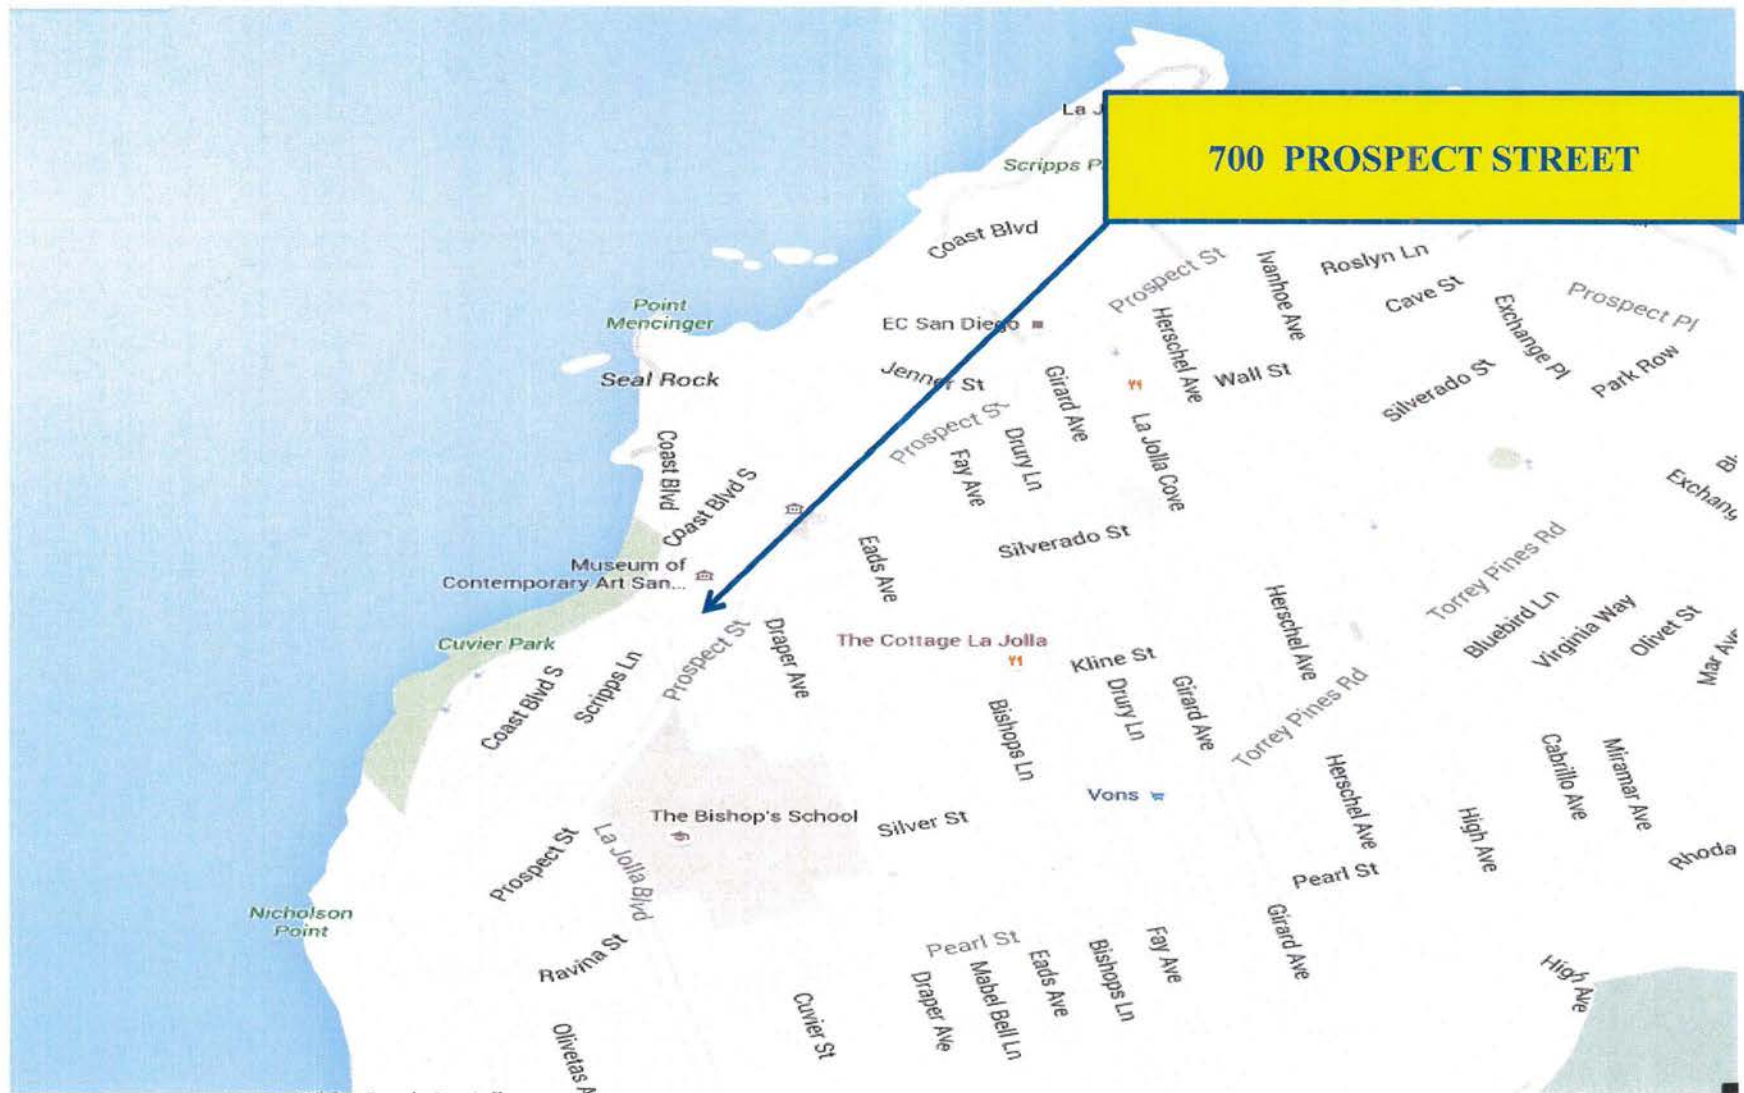 La J
700 PROSPECT STREET
Scripps P
Coast Blvd
Prospect St
Ivanhoe Ave
Roslyn Ln
Cave St
Prospect Pl
Exchange Pl
Point
Mencinger
EC San Diego
Herschel Ave
Wall St
Park Row
Seal Rock
Jenner St
Girard Ave
Silverado St
Prospect St
Drury Ln
Fay Ave
La Jolla Cove
Coast Blvd
Coast Blvd S
Exchang
Silverado St
Eads Ave
Museum of
Contemporary Art San...
Torrey Pines Rd
Cuvier Park
Prospect St
Draper Ave
The Cottage La Jolla
Kline St
Herschel Ave
Bluebird Ln
Virginia Way
Olivet St
Mar Av
Coast Blvd S
Scripps Ln
Bishops Ln
Drury Ln
Girard Ave
Torrey Pines Rd
Vons
Herschel Ave
Cabrillo Ave
Miramar Ave
The Bishop's School
Silver St
High Ave
Rhoda
Prospect St
La Jolla Blvd
Pearl St
Nicholson
Point
Girard Ave
Ravina St
Pearl St
Draper Ave
Mabel Bell Ln
Eads Ave
Bishops Ln
Fay Ave
High Ave
Cuvier St
Olivetas A